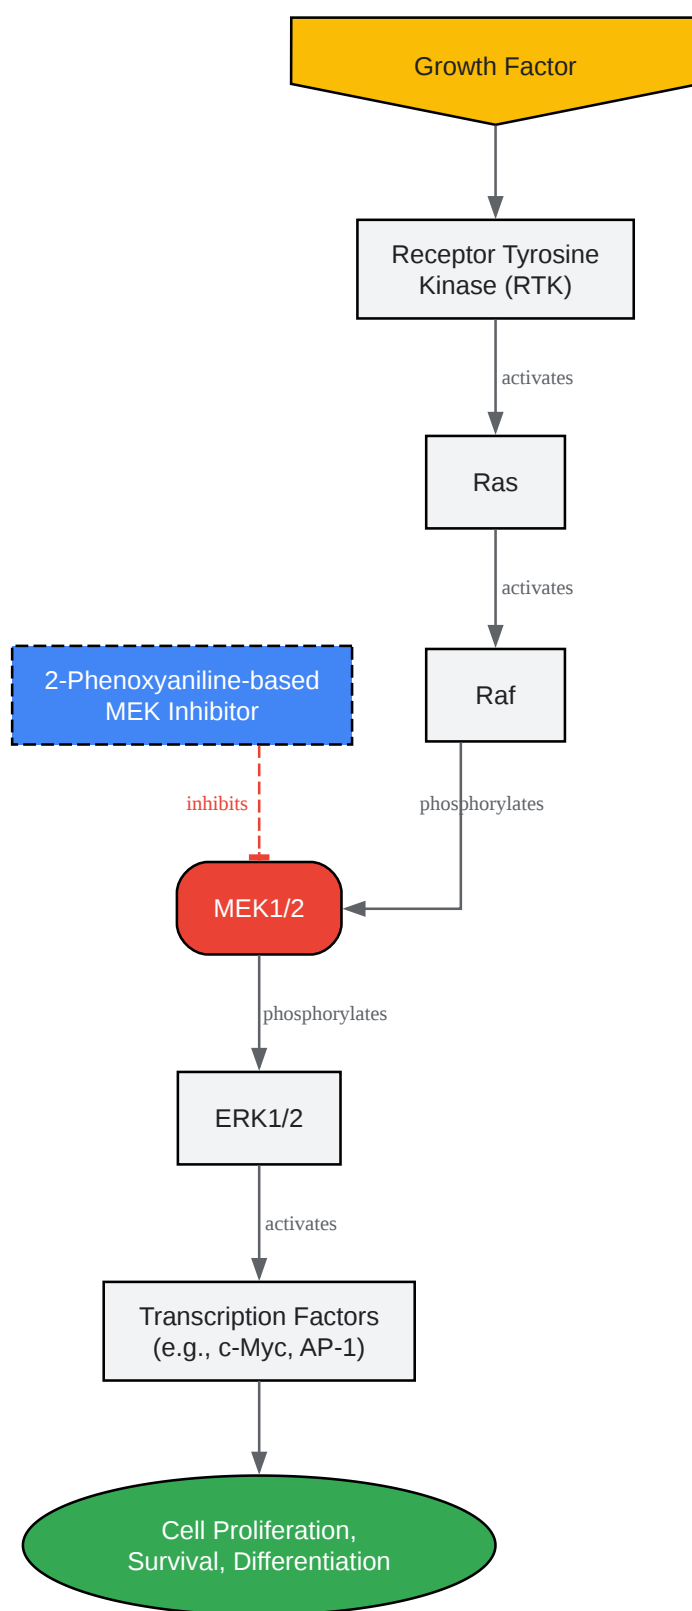 Growth Factor
Receptor Tyrosine
Kinase (RTK)
activates
Ras
activates
2-Phenoxyaniline-based
MEK Inhibitor
Raf
inhibits
phosphorylates
MEK1/2
phosphorylates
ERK1/2
activates
Transcription Factors
(e.g., c-Myc, AP-1)
Cell Proliferation,
Survival, Differentiation